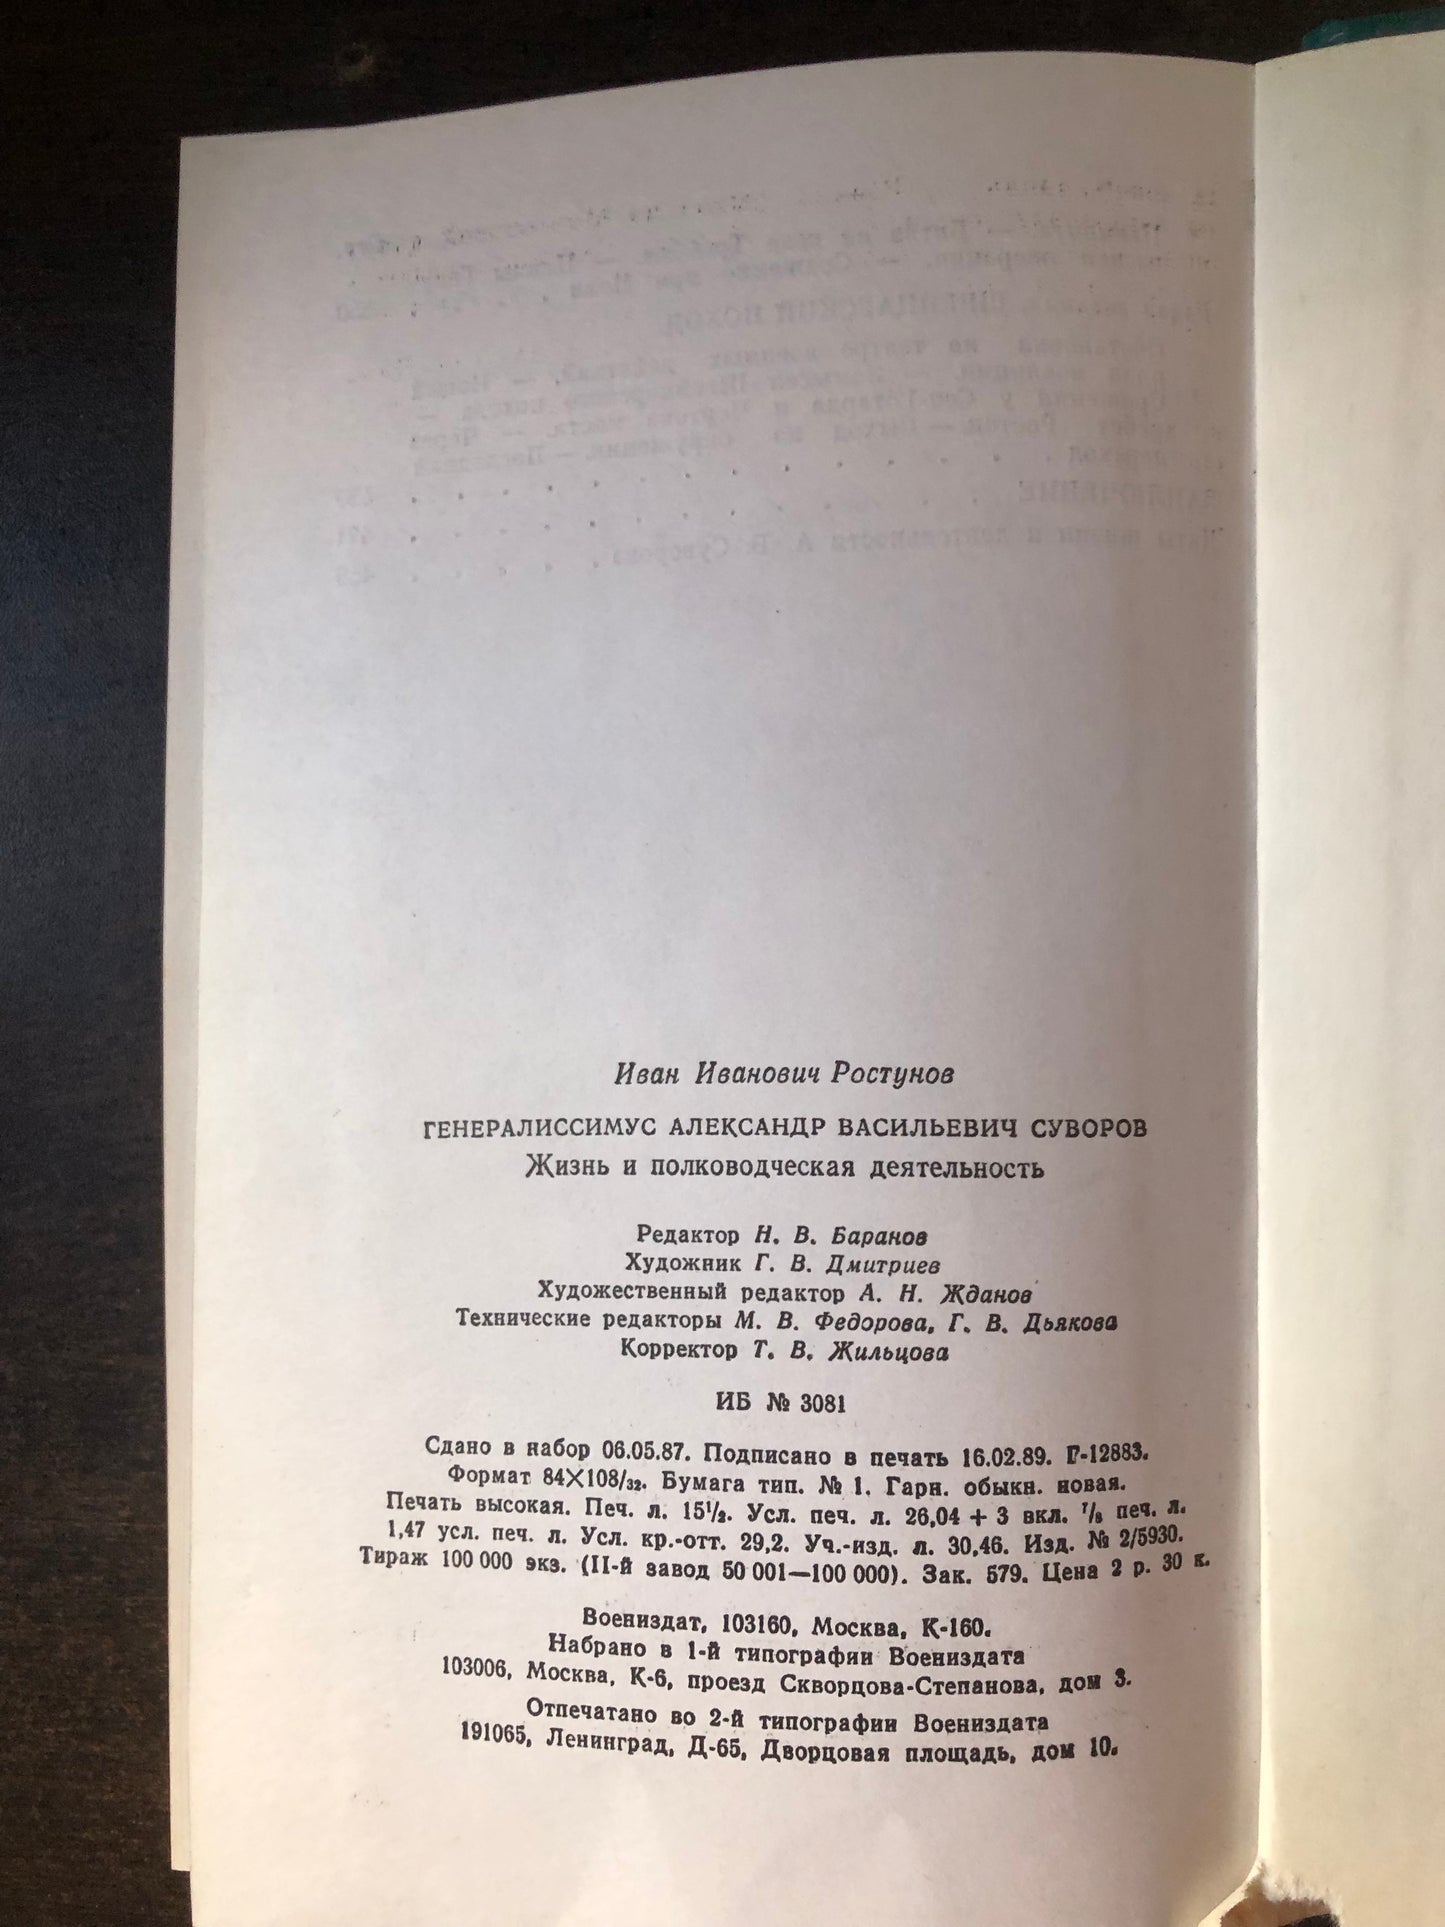 Иван Иванович Ростунов
ГЕНЕРАЛИССИМУС АЛЕКСАНДР ВАСИЛЬЕВИЧ СУВОРОВ
Жизнь и полководческая деятельность
Редактор Н. В. Баранов
Художник Г. В. Дмитриев
Художественный редактор А. Н. Жданов
Технические редакторы М. В. Федорова, Г. В. Дьякова
Корректор Т. В. Жильцова
ИБ № 3081
Сдано в набор 06.05.87. Подписано в печать 16.02.89. Г-12883.
Формат 84×108/₃₂. Бумага тип. № 1. Гарн. обыкн. новая.
Печать высокая. Печ. л. 15¹/₂. Усл. печ. л. 26,04 + 3 вкл. ⁷/₈ печ. л.
1,47 усл. печ. л. Усл. кр.-отт. 29,2. Уч.-изд. л. 30,46. Изд. № 2/5930.
Тираж 100 000 экз. (II-й завод 50 001—100 000). Зак. 579. Цена 2 р. 30 к.
Воениздат, 103160, Москва, К-160.
Набрано в 1-й типографии Воениздата
103006, Москва, К-6, проезд Скворцова-Степанова, дом 3.
Отпечатано во 2-й типографии Воениздата
191065, Ленинград, Д-65, Дворцовая площадь, дом 10.